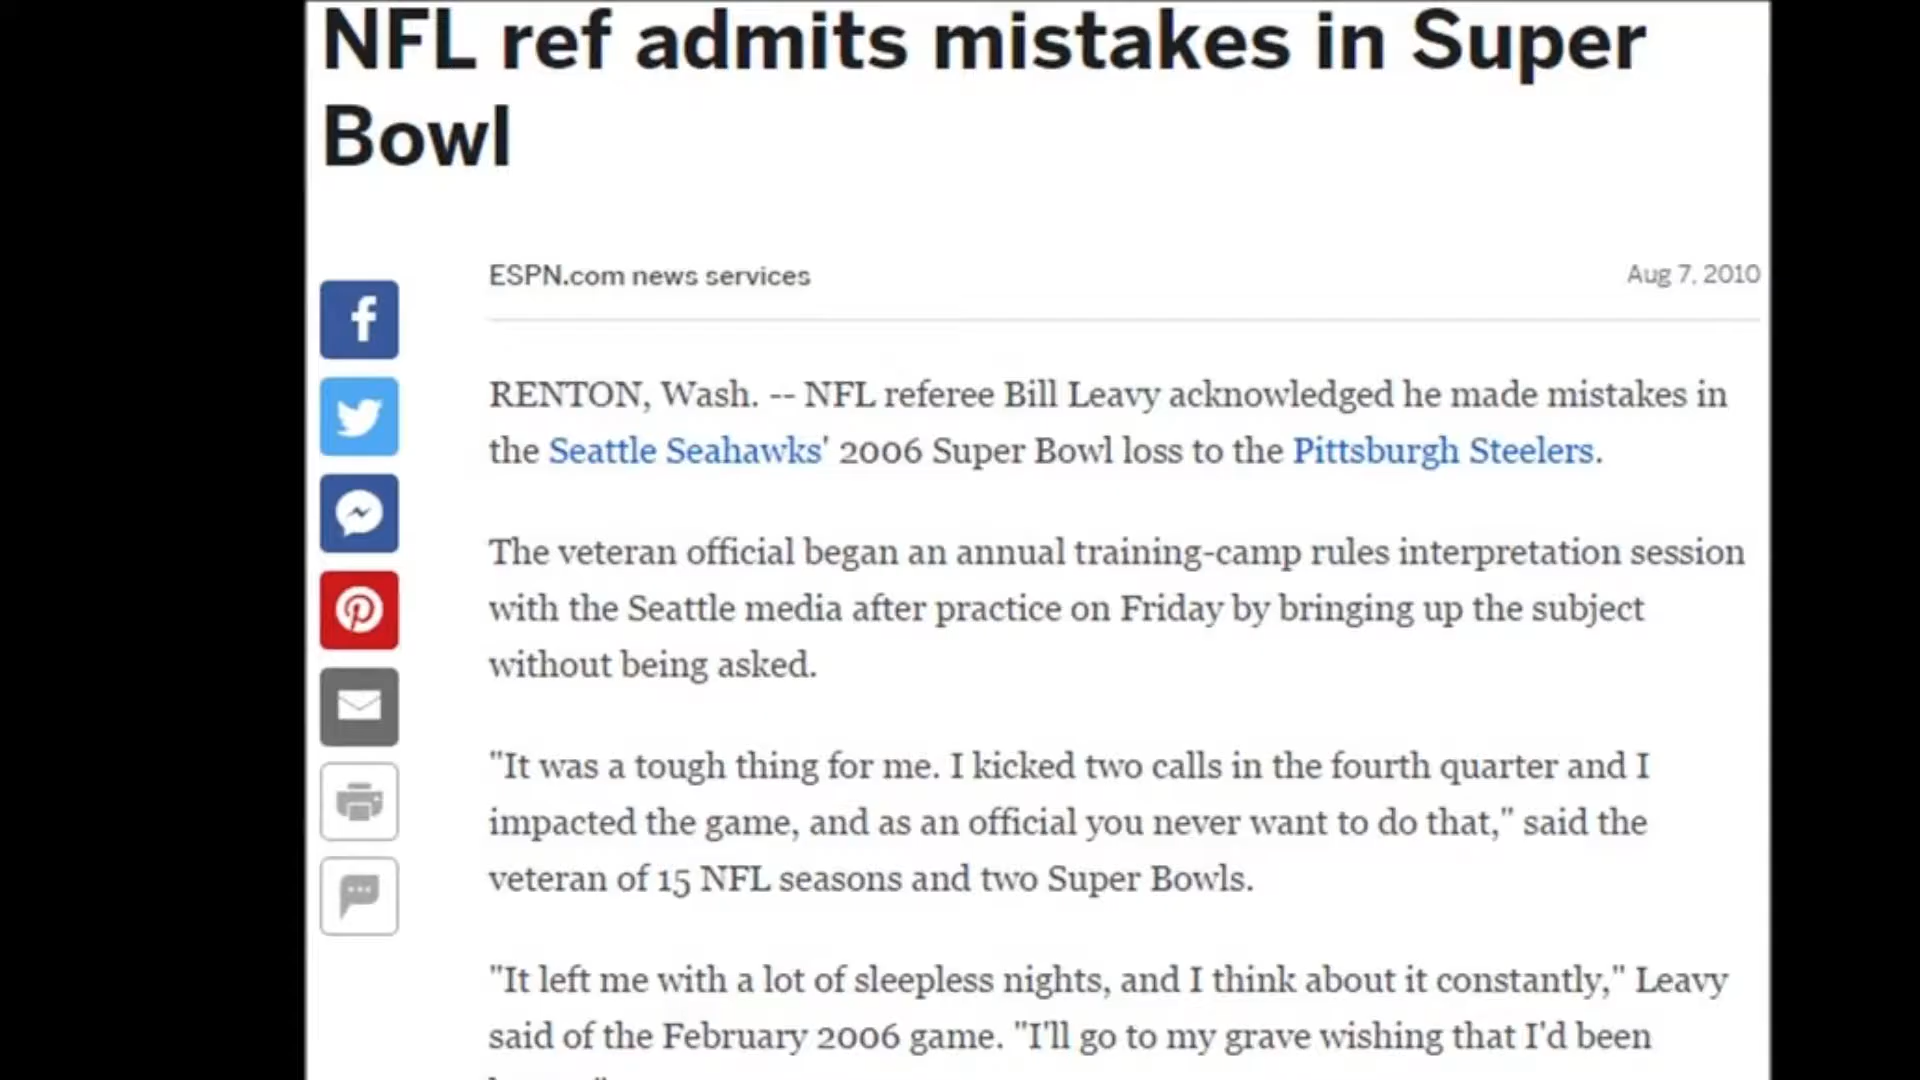 NFL ref admits mistakes in Super
Bowl
ESPN.com news services
Aug 7, 2010
RENTON, Wash. -- NFL referee Bill Leavy acknowledged he made mistakes in
the Seattle Seahawks' 2006 Super Bowl loss to the Pittsburgh Steelers.
The veteran official began an annual training-camp rules interpretation session
with the Seattle media after practice on Friday by bringing up the subject
without being asked.
"It was a tough thing for me. I kicked two calls in the fourth quarter and I
impacted the game, and as an official you never want to do that," said the
veteran of 15 NFL seasons and two Super Bowls.
"It left me with a lot of sleepless nights, and I think about it constantly," Leavy
said of the February 2006 game. "I'll go to my grave wishing that I'd been